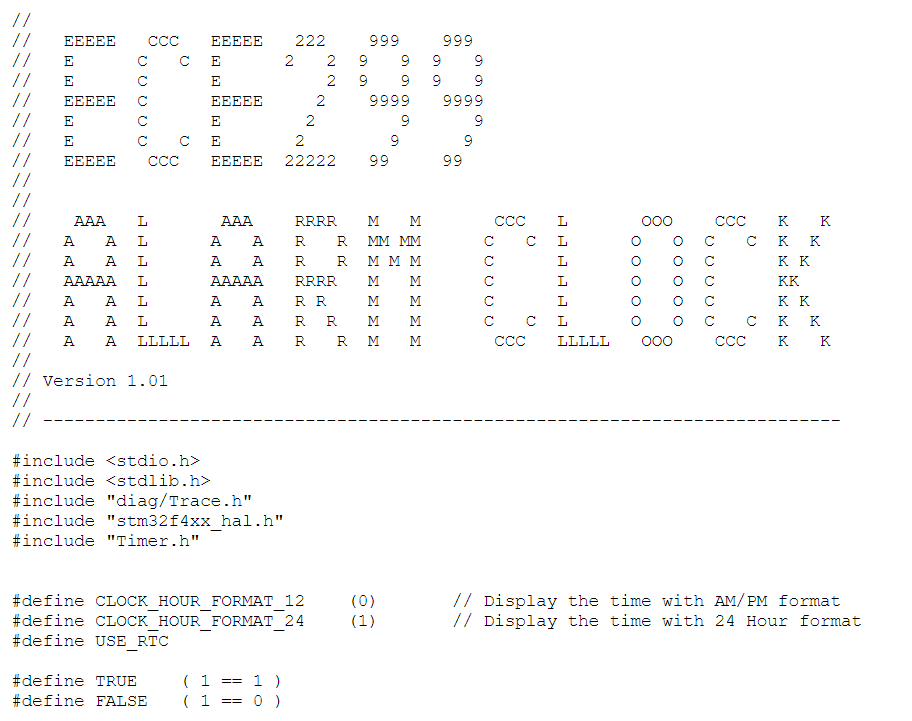 //
//   EEEEE   CCC   EEEEE   222    999    999
//   E      C   C  E      2   2  9   9  9   9
//   E      C      E          2  9   9  9   9
//   EEEEE  C      EEEEE     2    9999   9999
//   E      C      E        2        9      9
//   E      C   C  E       2        9      9
//   EEEEE   CCC   EEEEE  22222   99     99
//
//
//    AAA   L       AAA    RRRR   M   M       CCC   L       OOO    CCC   K   K
//   A   A  L      A   A   R   R  MM MM      C   C  L      O   O  C   C  K  K
//   A   A  L      A   A   R   R  M M M      C      L      O   O  C      K K
//   AAAAA  L      AAAAA   RRRR   M   M      C      L      O   O  C      KK
//   A   A  L      A   A   R R    M   M      C      L      O   O  C      K K
//   A   A  L      A   A   R  R   M   M      C   C  L      O   O  C   C  K  K
//   A   A  LLLLL  A   A   R   R  M   M       CCC   LLLLL   OOO    CCC   K   K
//
// Version 1.01
//
// ----------------------------------------------------------------------------

#include <stdio.h>
#include <stdlib.h>
#include "diag/Trace.h"
#include "stm32f4xx_hal.h"
#include "Timer.h"

#define CLOCK_HOUR_FORMAT_12    (0)       // Display the time with AM/PM format
#define CLOCK_HOUR_FORMAT_24    (1)       // Display the time with 24 Hour format
#define USE_RTC

#define TRUE    ( 1 == 1 )
#define FALSE   ( 1 == 0 )